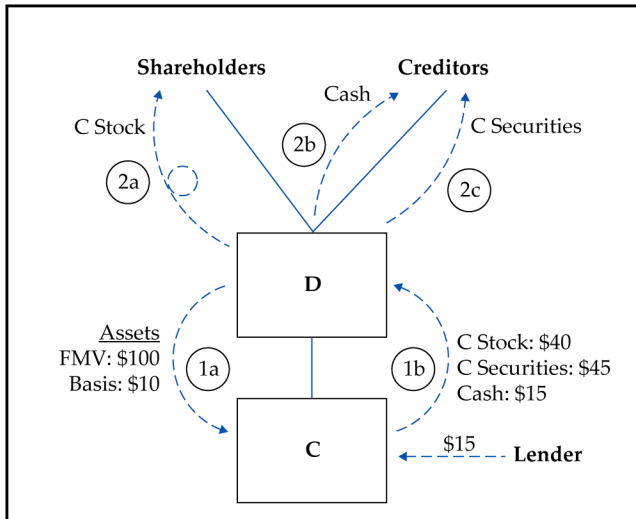 Shareholders
Creditors
Cash
C Stock
C Securities
2b
2a
2c
D
Assets
FMV: $100
Basis: $10
1a
1b
C Stock: $40
C Securities: $45
Cash: $15
C
$15
Lender